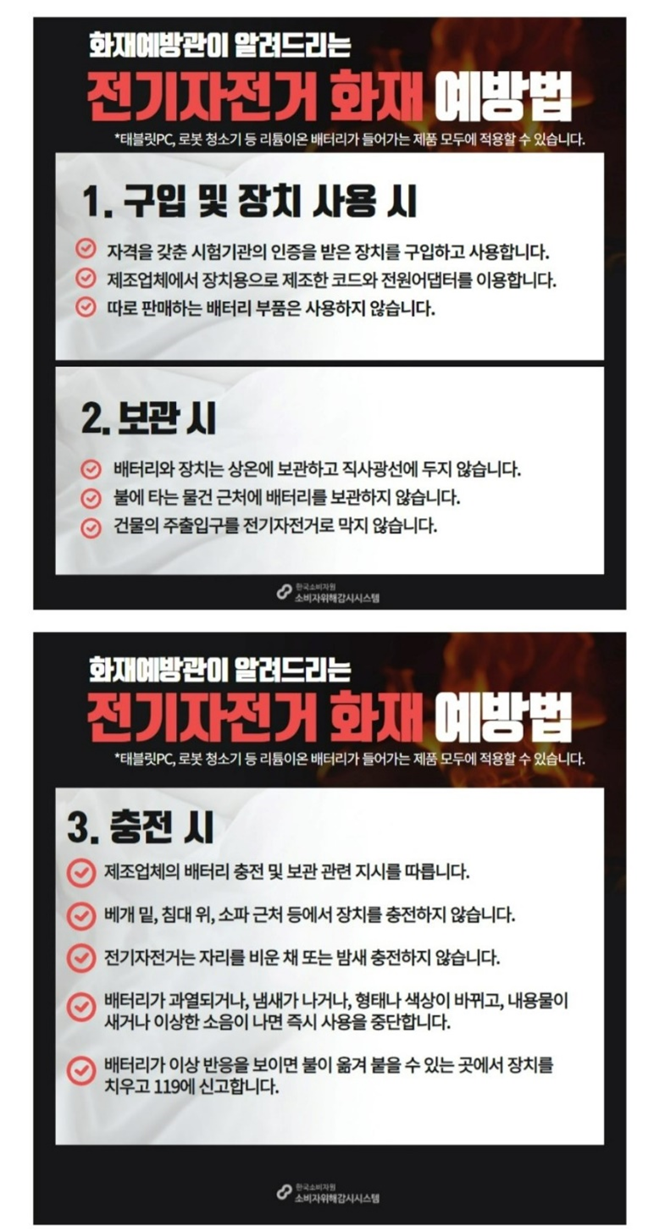 화재예방관이 알려드리는
전기자전거 화재 예방법
*태블릿PC, 로봇 청소기 등 리튬이온 배터리가 들어가는 제품 모두에 적용할 수 있습니다.
1. 구입 및 장치 사용 시
자격을 갖춘 시험기관의 인증을 받은 장치를 구입하고 사용합니다.
제조업체에서 장치용으로 제조한 코드와 전원어댑터를 이용합니다.
따로 판매하는 배터리 부품은 사용하지 않습니다.
2. 보관 시
배터리와 장치는 상온에 보관하고 직사광선에 두지 않습니다.
불에 타는 물건 근처에 배터리를 보관하지 않습니다.
건물의 주출입구를 전기자전거로 막지 않습니다.
한국소비자원
소비자위해감시시스템
화재예방관이 알려드리는
전기자전거 화재 예방법
*태블릿PC, 로봇 청소기 등 리튬이온 배터리가 들어가는 제품 모두에 적용할 수 있습니다.
3. 충전 시
제조업체의 배터리 충전 및 보관 관련 지시를 따릅니다.
베개 밑, 침대 위, 소파 근처 등에서 장치를 충전하지 않습니다.
전기자전거는 자리를 비운 채 또는 밤새 충전하지 않습니다.
배터리가 과열되거나, 냄새가 나거나, 형태나 색상이 바뀌고, 내용물이
새거나 이상한 소음이 나면 즉시 사용을 중단합니다.
배터리가 이상 반응을 보이면 불이 옮겨 붙을 수 있는 곳에서 장치를
치우고 119에 신고합니다.
한국소비자원
소비자위해감시시스템